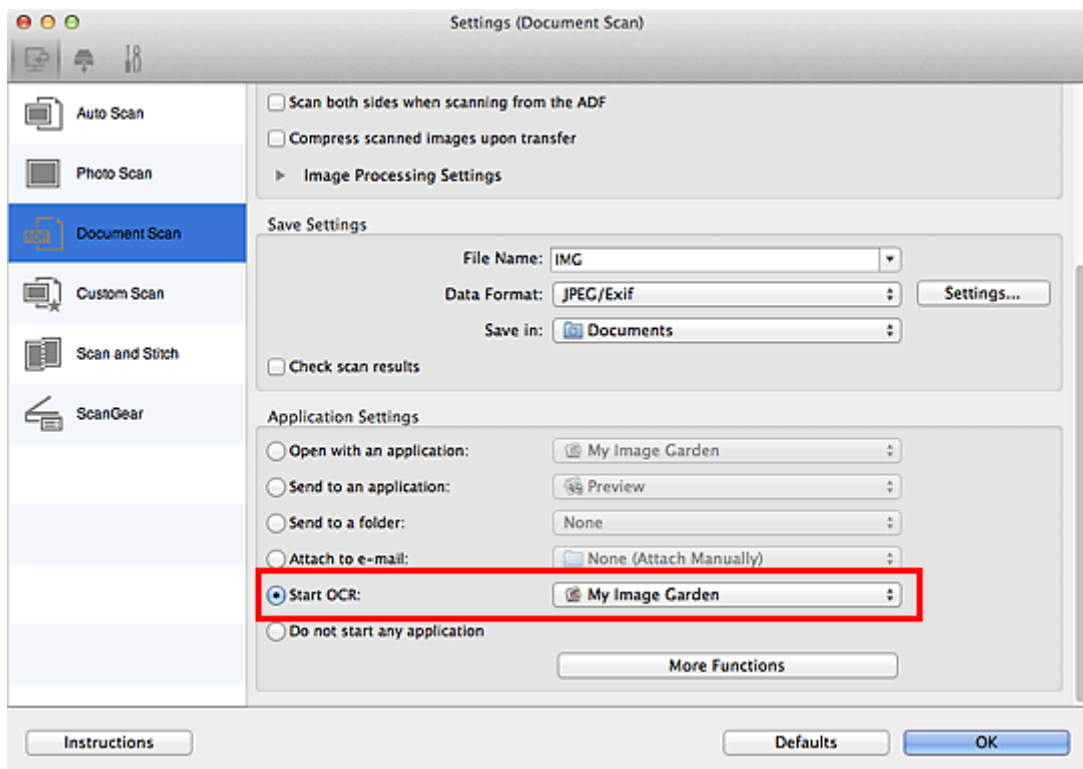 Settings (Document Scan)
Auto Scan
Photo Scan
Document Scan
Custom Scan
Scan and Stitch
ScanGear
Scan both sides when scanning from the ADF
Compress scanned images upon transfer
Image Processing Settings
Save Settings
File Name: IMG
Data Format: JPEG/Exif Settings...
Save in: Documents
Check scan results
Application Settings
Open with an application: My Image Garden
Send to an application: Preview
Send to a folder: None
Attach to e-mail: None (Attach Manually)
Start OCR: My Image Garden
Do not start any application
More Functions
Instructions Defaults OK